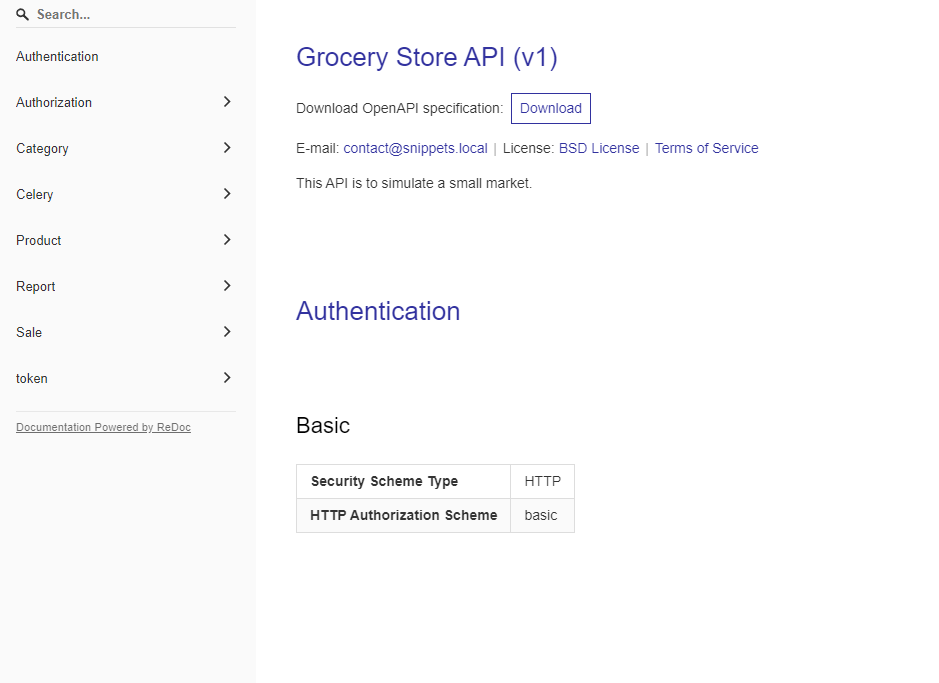 Search...
Authentication
Authorization
Category
Celery
Product
Report
Sale
token
Documentation Powered by ReDoc
Grocery Store API (v1)
Download OpenAPI specification: Download
E-mail: contact@snippets.local | License: BSD License | Terms of Service
This API is to simulate a small market.
Authentication
Basic
Security Scheme Type HTTP
HTTP Authorization Scheme basic